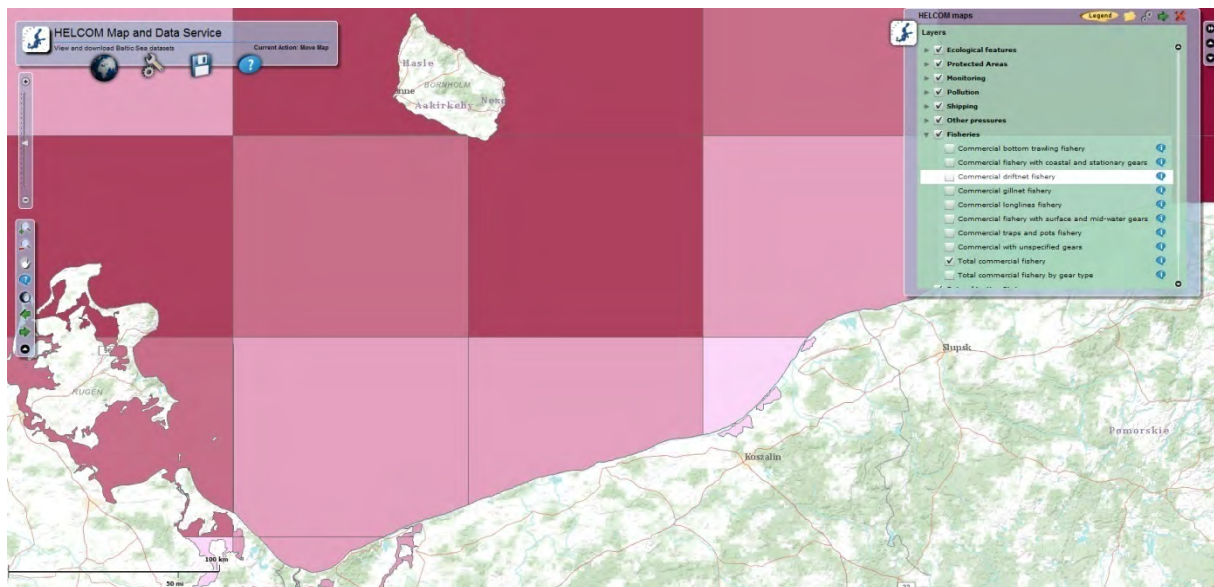 HELCOM Map and Data Service
View and download Baltic Sea datasets
Current Action: Move Map
HELCOM maps
Legend
Layers
Ecological features
Protected Areas
Monitoring
Pollution
Shipping
Other pressures
Fisheries
Commercial bottom trawling fishery
Commercial fishery with coastal and stationary gears
Commercial driftnet fishery
Commercial gillnet fishery
Commercial longlines fishery
Commercial fishery with surface and mid-water gears
Commercial traps and pots fishery
Commercial with unspecified gears
Total commercial fishery
Total commercial fishery by gear type
Hasle
BORNHOLM
nne
Aakirkeby
RUGEN
Slupsk
Pomorskie
Koszalin
100 km
50 mi